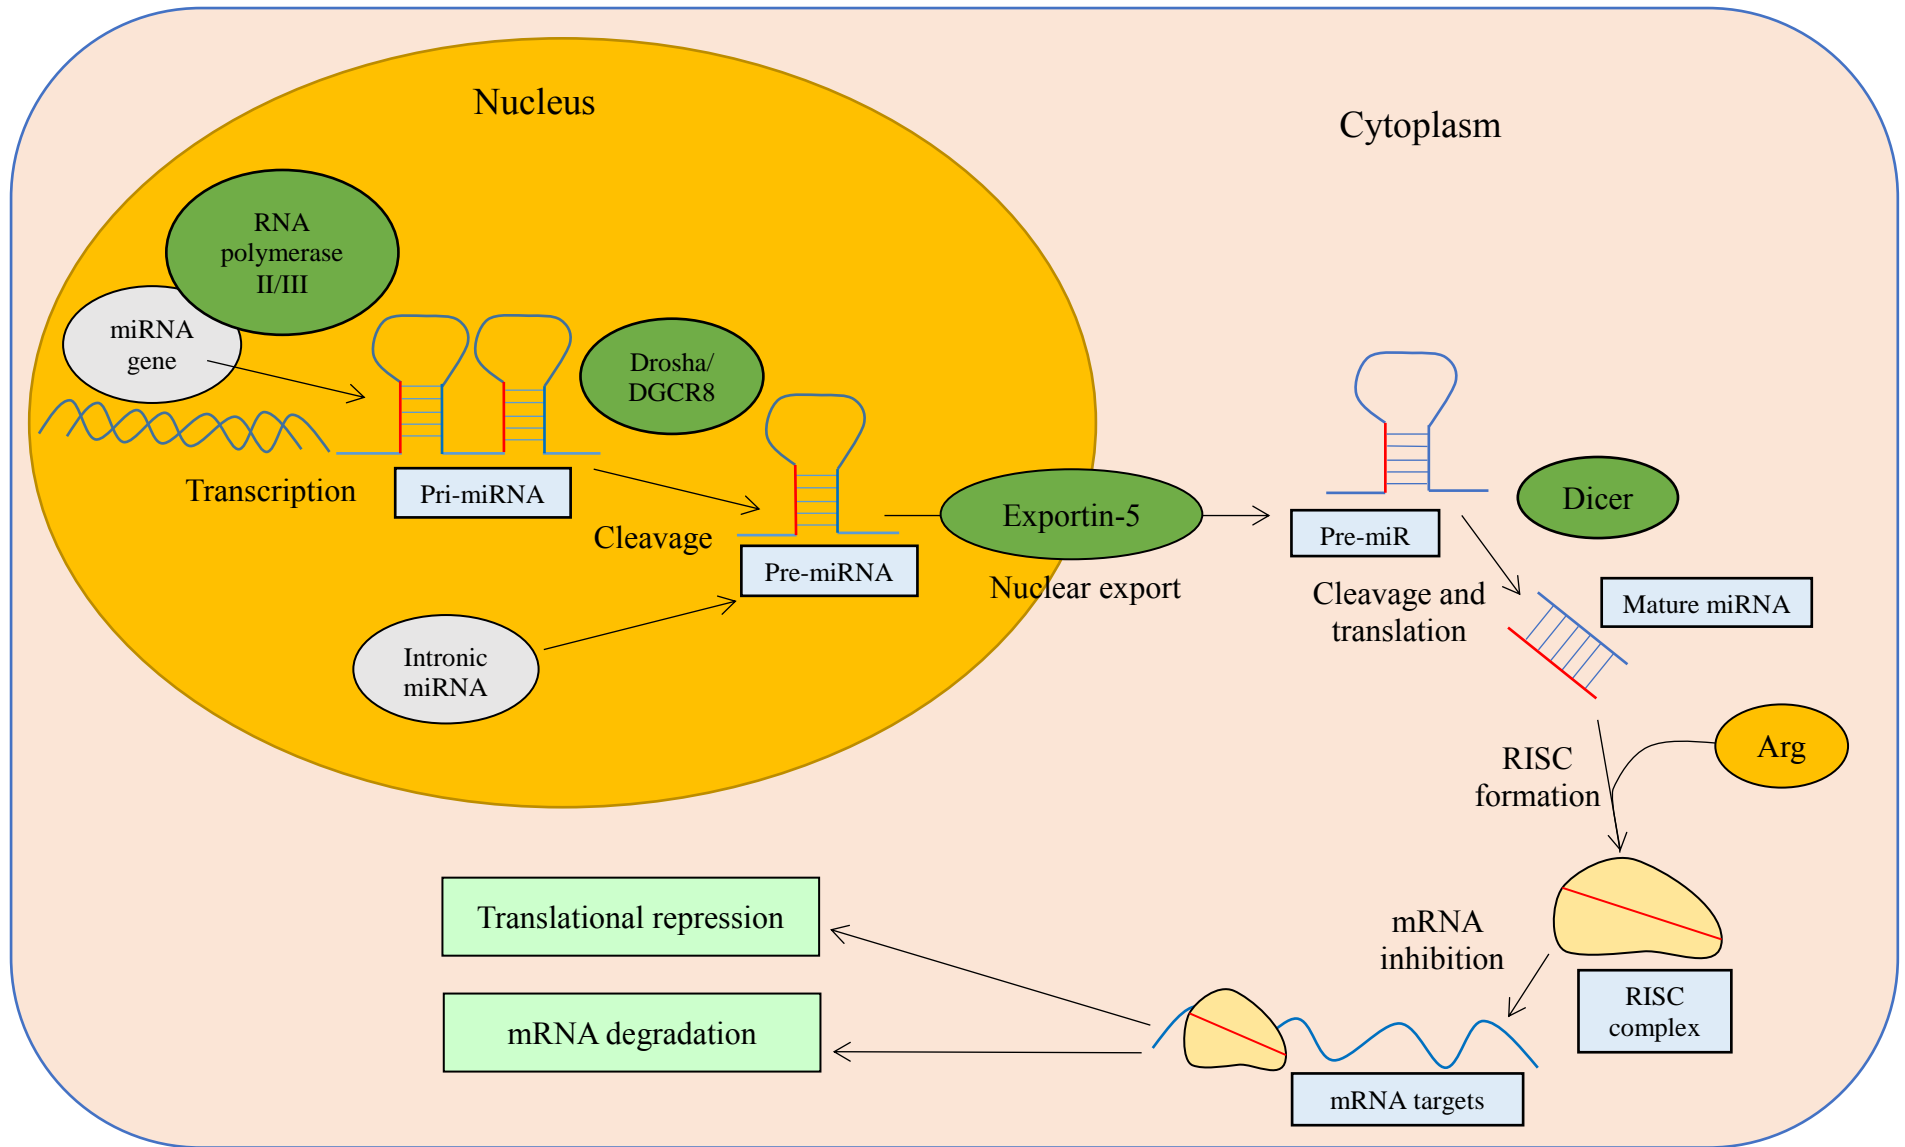 Nucleus
Cytoplasm
RNA
polymerase
II/III
miRNA
gene
Drosha/
DGCR8
Transcription
Pri-miRNA
Cleavage
Pre-miRNA
Exportin-5
Nuclear export
Pre-miR
Dicer
Cleavage and
translation
Mature miRNA
Intronic
miRNA
Arg
RISC
formation
Translational repression
mRNA
inhibition
RISC
complex
mRNA degradation
mRNA targets